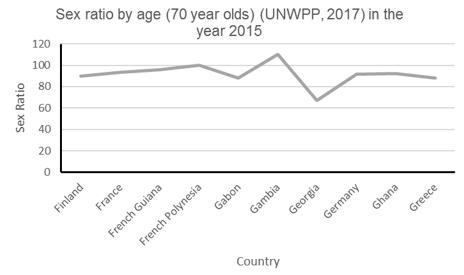 Sex ratio by age (70 year olds) (UNWPP, 2017) in the
year 2015
120
100
80
60
40
20
0
Sex Ratio
Finland
France
French Guiana
French Polynesia
Gabon
Gambia
Georgia
Germany
Ghana
Greece
Country